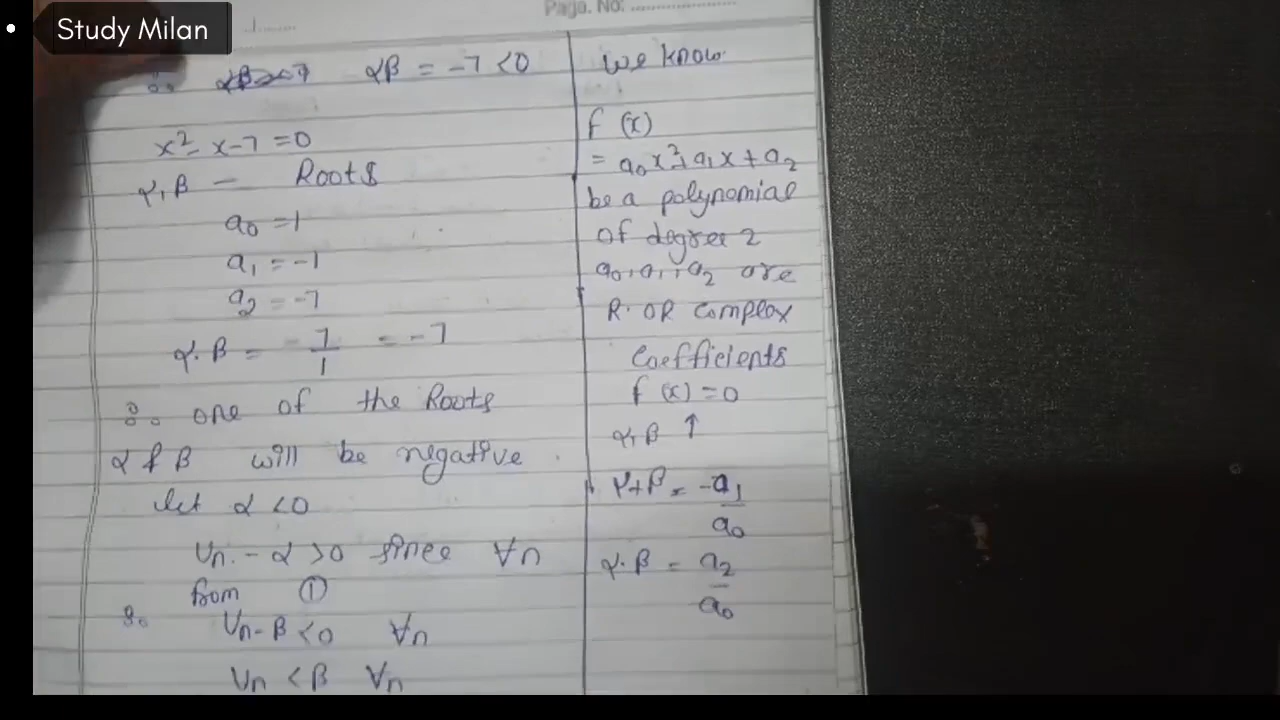 Study Milan
Page. No:
∴ αβ = -7 < 0
x² - x - 7 = 0
α, β — Roots
a₀ = 1
a₁ = -1
a₂ = -7
α . β = -7/1 = -7
∴ one of the Roots
α & β will be negative.
let α < 0
Un - α > 0 since ∀n
from ①
∴ Un - β < 0 ∀n
Un < β ∀n
We know.
f (x)
= a₀x² + a₁x + a₂
be a polynomial
of degree 2
a₀, a₁, a₂ are
R. OR Complex
Coefficients
f (x) = 0
α, β ↑
α + β = -a₁/a₀
α . β = a₂/a₀